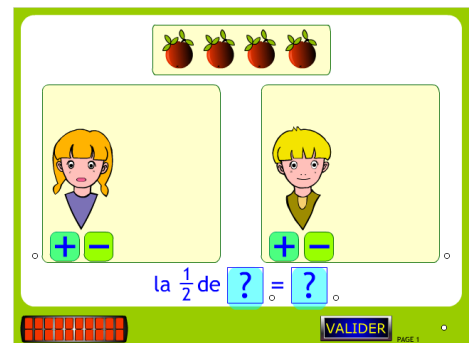 + − + −
la 1/2 de ? = ?
VALIDER
PAGE 1